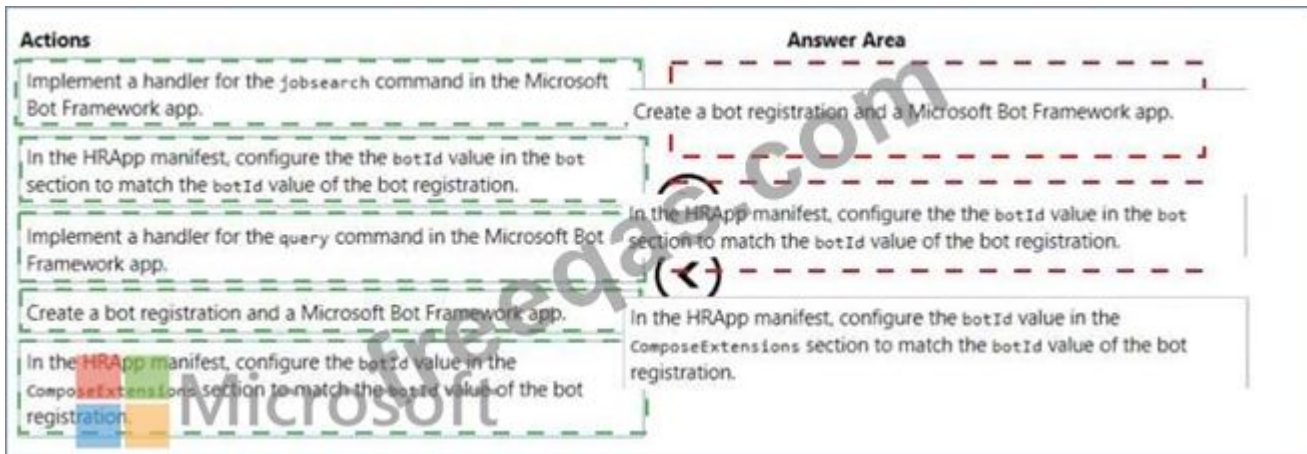 Actions
Answer Area
Implement a handler for the jobsearch command in the Microsoft
Bot Framework app.
In the HRApp manifest, configure the the botId value in the bot
section to match the botId value of the bot registration.
Implement a handler for the query command in the Microsoft Bot
Framework app.
Create a bot registration and a Microsoft Bot Framework app.
In the HRApp manifest, configure the botId value in the
ComposeExtensions section to match the botId value of the bot
registration.
Create a bot registration and a Microsoft Bot Framework app.
In the HRApp manifest, configure the the botId value in the bot
section to match the botId value of the bot registration.
In the HRApp manifest, configure the botId value in the
ComposeExtensions section to match the botId value of the bot
registration.
freeqas.com
Microsoft